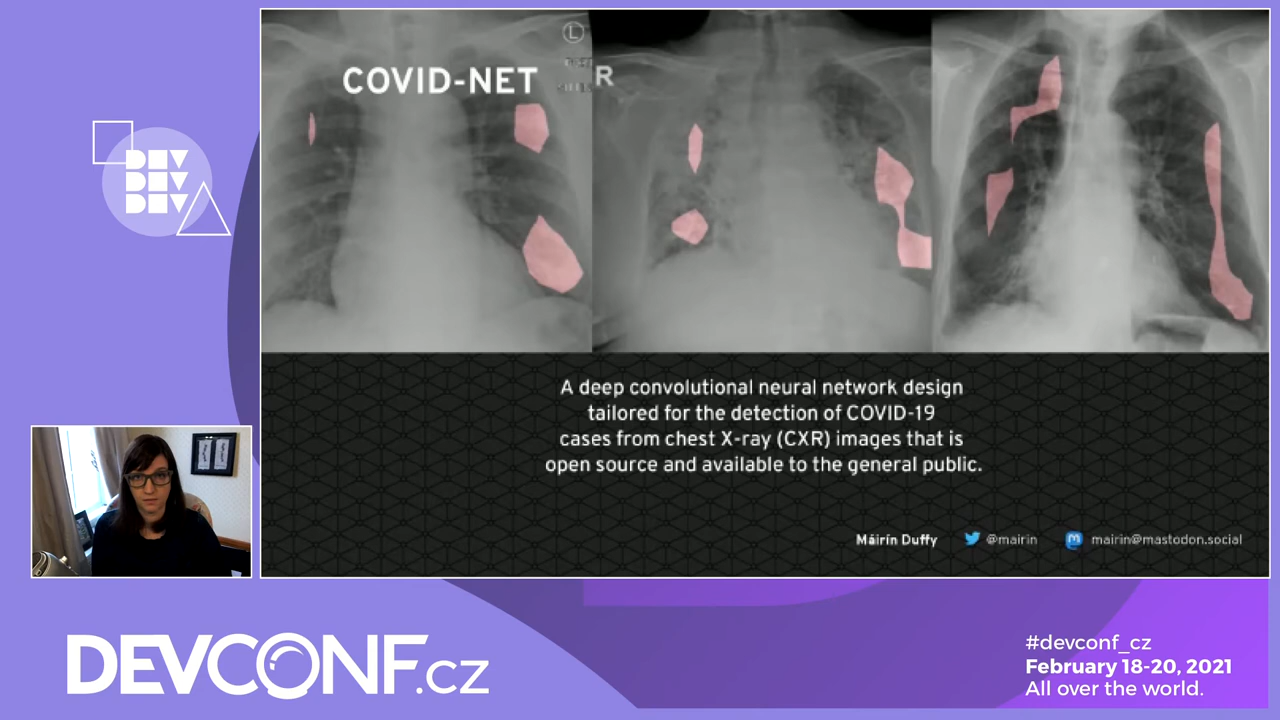 DEV
DEV
DEV
COVID-NET
L
R
A deep convolutional neural network design
tailored for the detection of COVID-19
cases from chest X-ray (CXR) images that is
open source and available to the general public.
Máirín Duffy @mairin mairin@mastodon.social
DEVCONF.cz
#devconf_cz
February 18-20, 2021
All over the world.